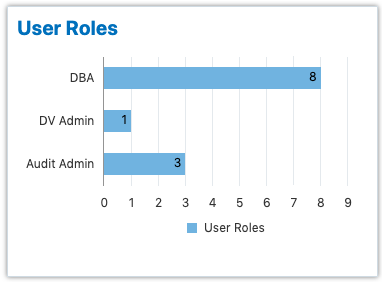 User Roles
DBA 8
DV Admin 1
Audit Admin 3
0 1 2 3 4 5 6 7 8 9
User Roles